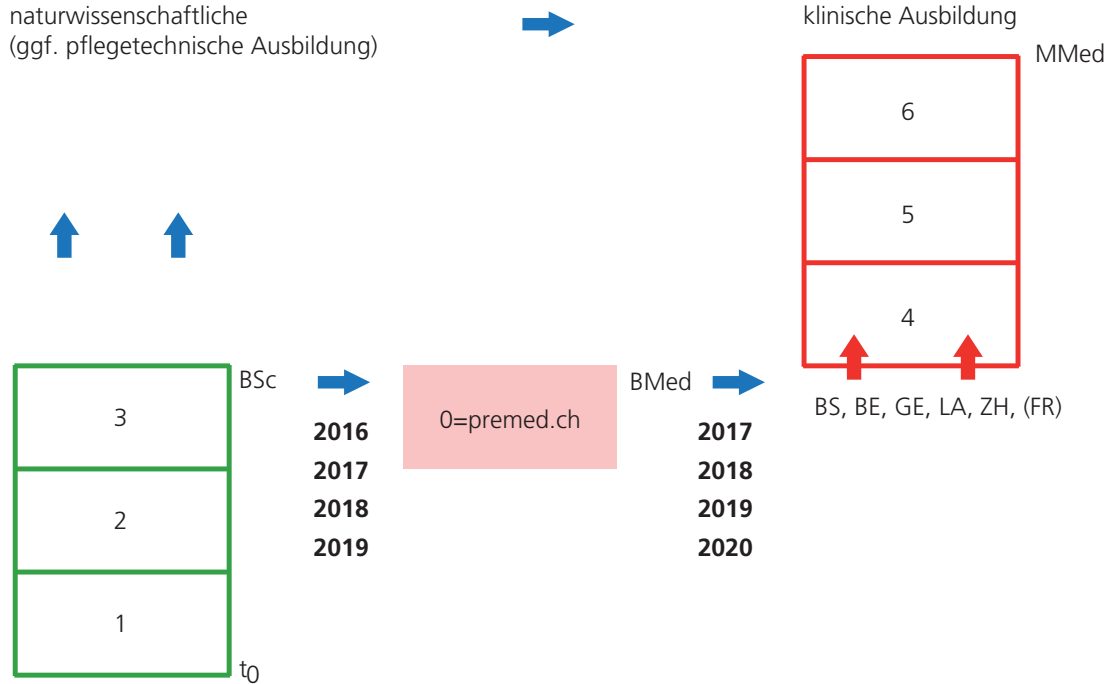 naturwissenschaftliche
(ggf. pflegetechnische Ausbildung)
klinische Ausbildung
MMed
6
5
4
BS, BE, GE, LA, ZH, (FR)
BSc
3
2
1
t0
2016
2017
2018
2019
0=premed.ch
BMed
2017
2018
2019
2020